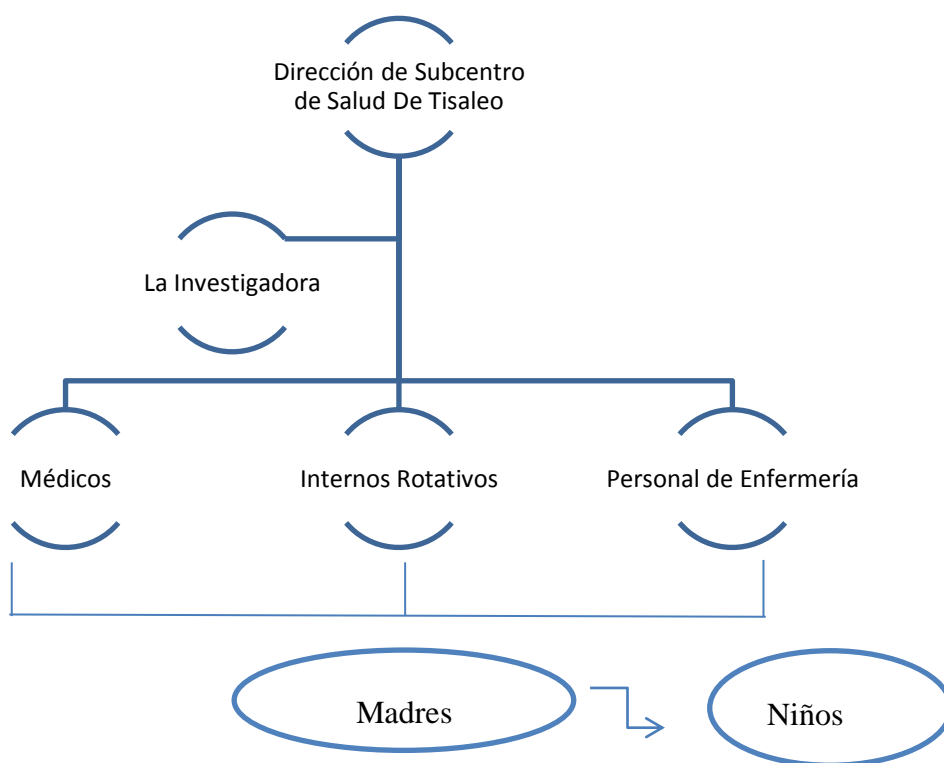 Dirección de Subcentro
de Salud De Tisaleo
La Investigadora
Médicos
Internos Rotativos
Personal de Enfermería
Madres
Niños